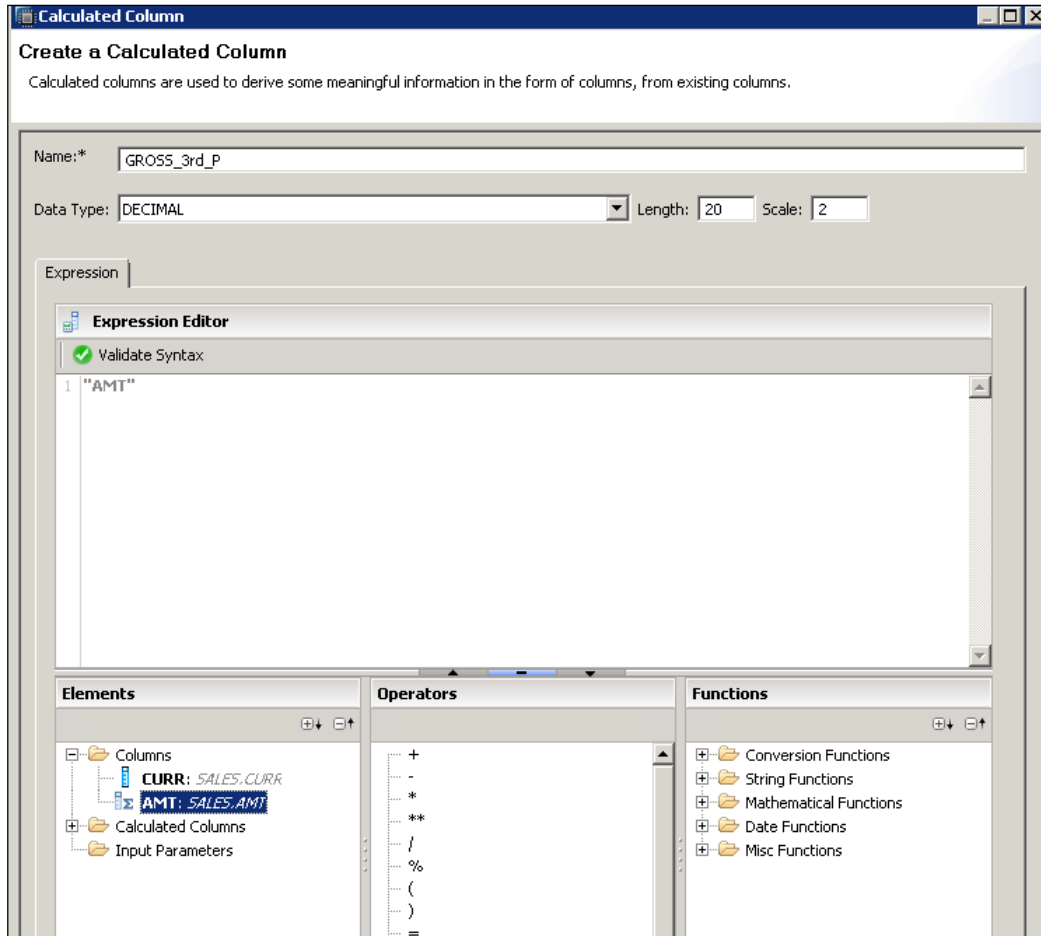 Calculated Column
Create a Calculated Column
Calculated columns are used to derive some meaningful information in the form of columns, from existing columns.
Name:* GROSS_3rd_P
Data Type: DECIMAL Length: 20 Scale: 2
Expression
Expression Editor
Validate Syntax
1 "AMT"
Elements
Columns
CURR: SALES.CURR
AMT: SALES.AMT
Calculated Columns
Input Parameters
Operators
+
-
*
**
/
%
(
)
=
Functions
Conversion Functions
String Functions
Mathematical Functions
Date Functions
Misc Functions